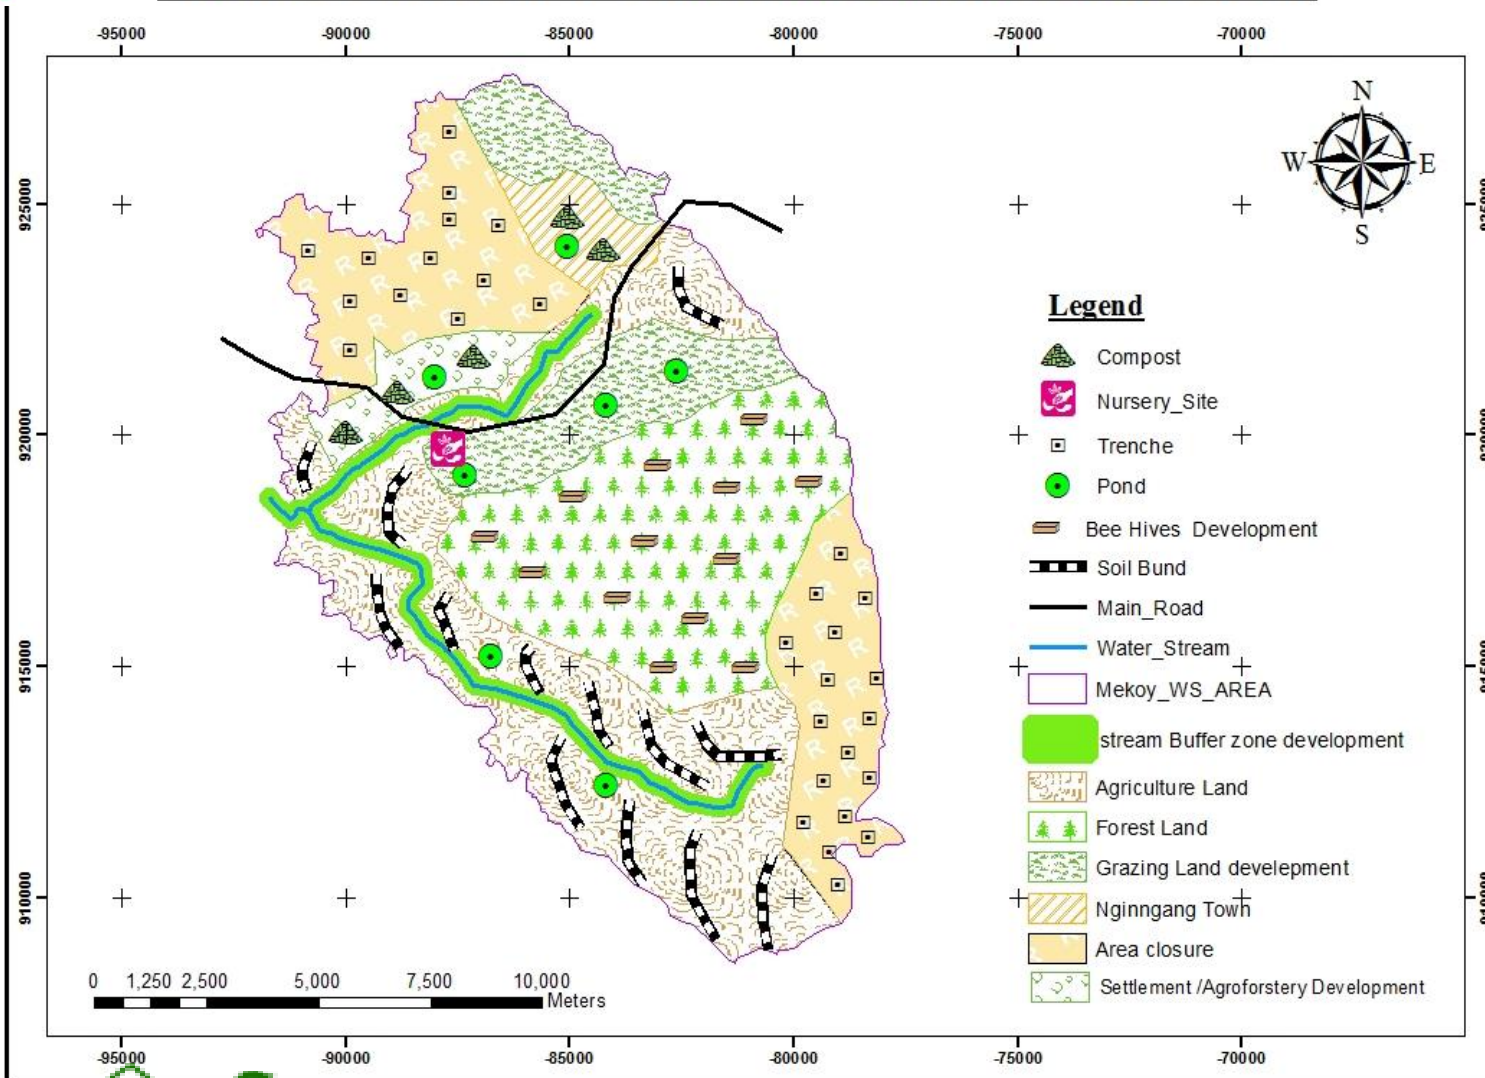 -95000 -90000 -85000 -80000 -75000 -70000
N
W E
S
925000
920000
915000
910000
Legend
Compost
Nursery_Site
Trenche
Pond
Bee Hives Development
Soil Bund
Main_Road
Water_Stream
Mekoy_WS_AREA
stream Buffer zone development
Agriculture Land
Forest Land
Grazing Land develepment
Nginngang Town
Area closure
Settlement /Agroforstery Development
0 1,250 2,500 5,000 7,500 10,000
Meters
-95000 -90000 -85000 -80000 -75000 -70000